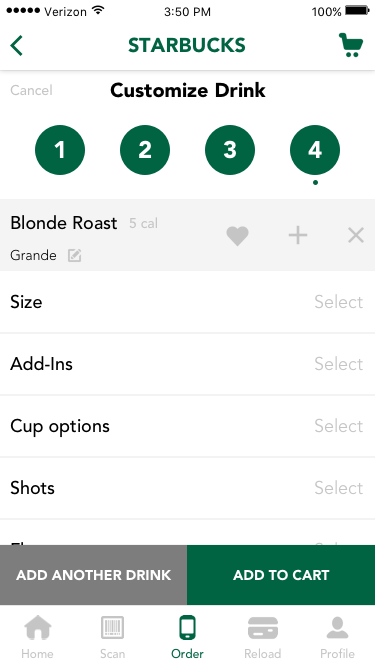 Verizon 3:50 PM 100%
STARBUCKS
Cancel Customize Drink
1 2 3 4
Blonde Roast 5 cal
Grande
Size Select
Add-Ins Select
Cup options Select
Shots Select
ADD ANOTHER DRINK ADD TO CART
Home Scan Order Reload Profile